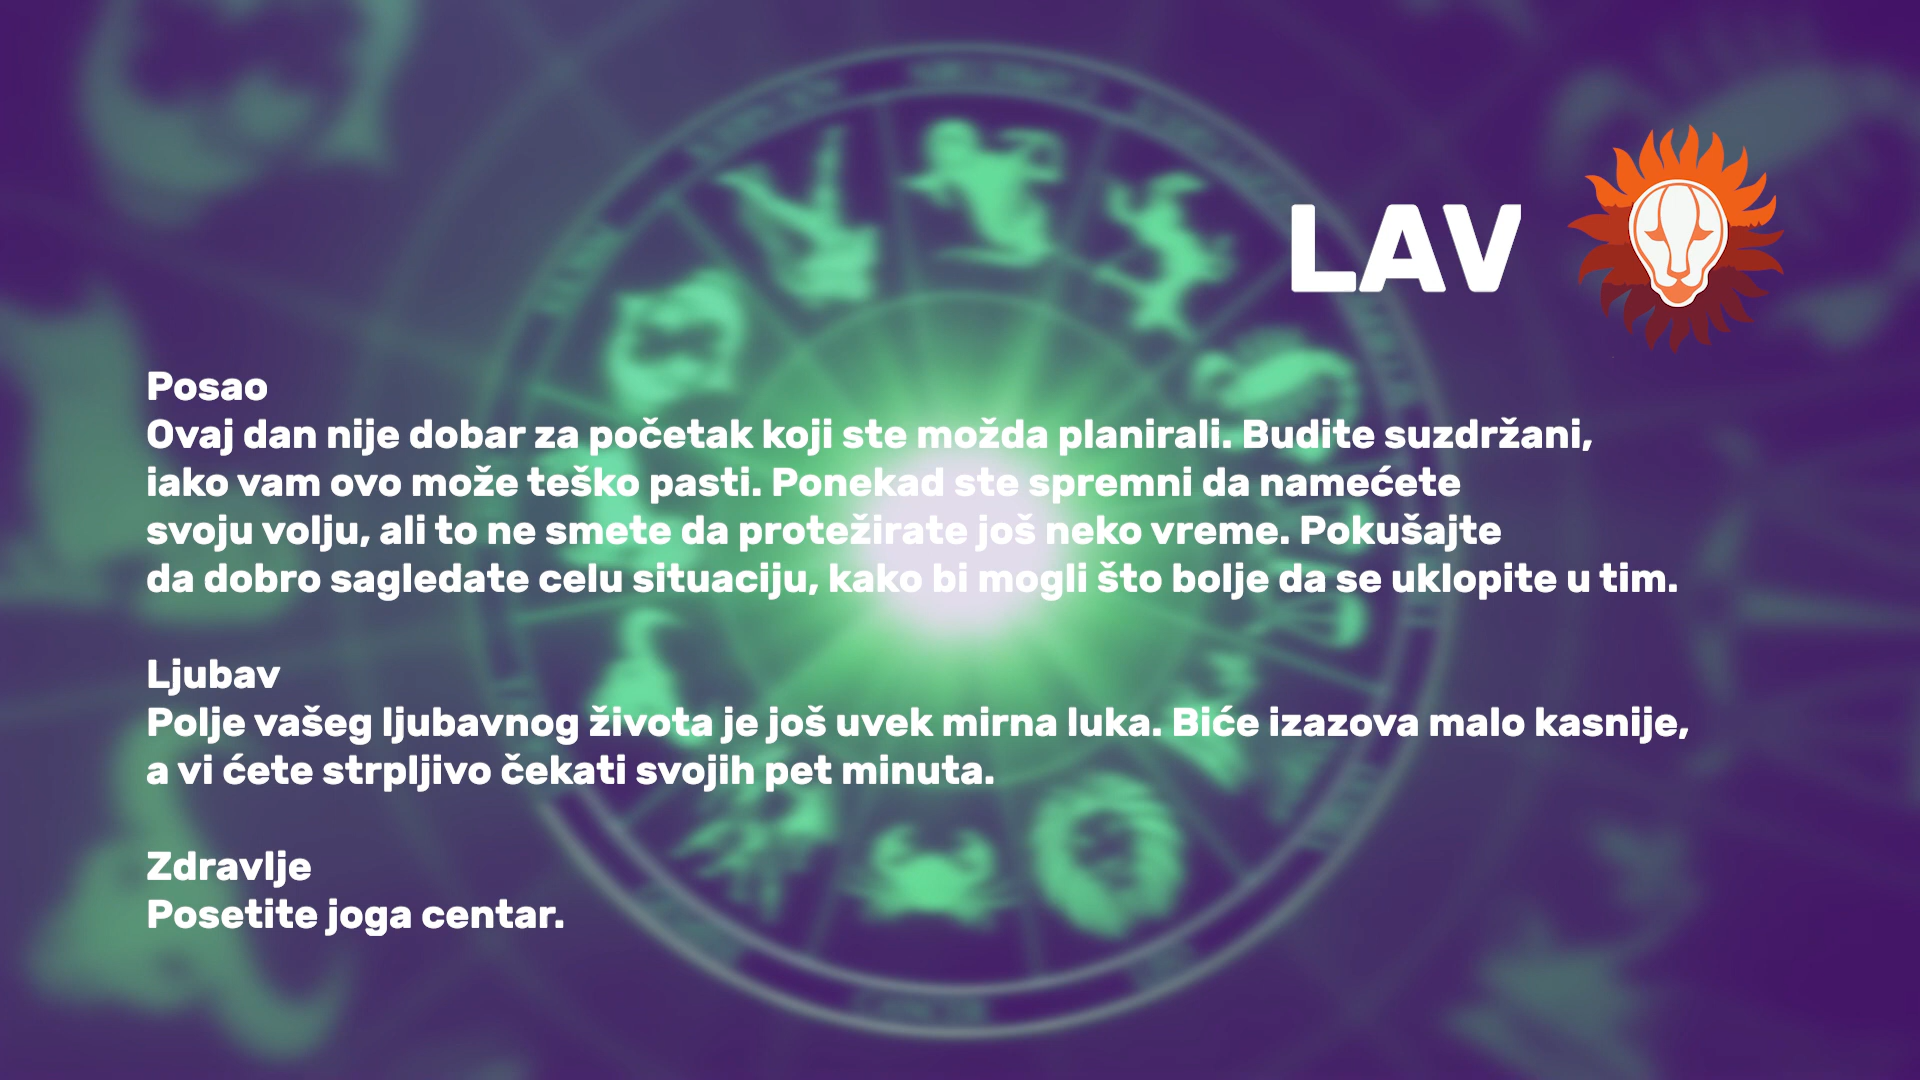 LAV
Posao
Ovaj dan nije dobar za početak koji ste možda planirali. Budite suzdržani,
iako vam ovo može teško pasti. Ponekad ste spremni da namećete
svoju volju, ali to ne smete da protežirate još neko vreme. Pokušajte
da dobro sagledate celu situaciju, kako bi mogli što bolje da se uklopite u tim.
Ljubav
Polje vašeg ljubavnog života je još uvek mirna luka. Biće izazova malo kasnije,
a vi ćete strpljivo čekati svojih pet minuta.
Zdravlje
Posetite joga centar.